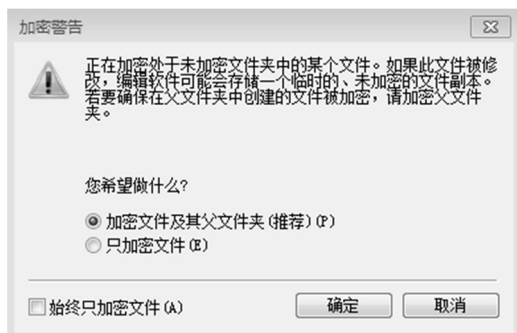 加密警告
正在加密处于未加密文件夹中的某个文件。如果此文件被修
改，编辑软件可能会存储一个临时的、未加密的文件副本。
若要确保在父文件夹中创建的文件被加密，请加密父文件
夹。
您希望做什么?
加密文件及其父文件夹(推荐)(P)
只加密文件(E)
始终只加密文件(A)
确定
取消